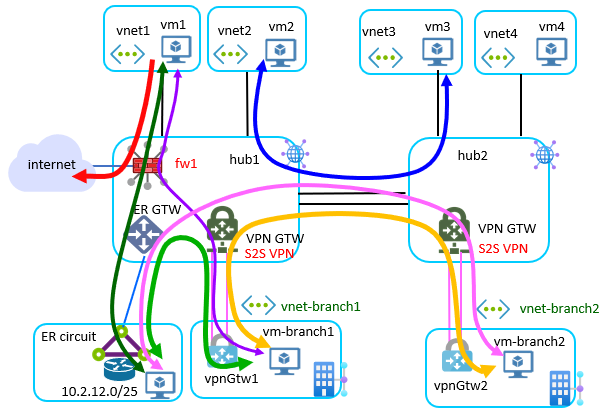 vnet1
vm1
vnet2
vm2
vnet3
vm3
vnet4
vm4
internet
fw1
hub1
hub2
ER GTW
VPN GTW
S2S VPN
VPN GTW
S2S VPN
vnet-branch1
vnet-branch2
ER circuit
10.2.12.0/25
vm-branch1
vpnGtw1
vm-branch2
vpnGtw2